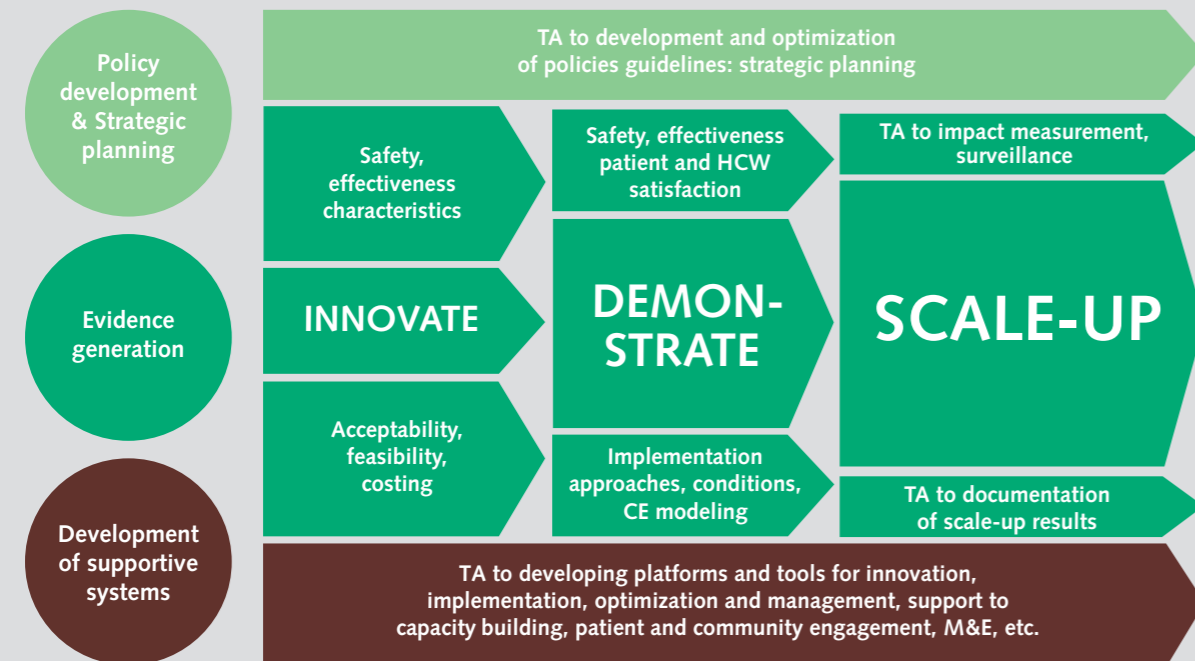 Policy
development
& Strategic
planning
TA to development and optimization
of policies guidelines: strategic planning
Evidence
generation
Safety,
effectiveness
characteristics
INNOVATE
Acceptability,
feasibility,
costing
Safety, effectiveness
patient and HCW
satisfaction
DEMON-
STRATE
Implementation
approaches, conditions,
CE modeling
TA to impact measurement,
surveillance
SCALE-UP
TA to documentation
of scale-up results
Development
of supportive
systems
TA to developing platforms and tools for innovation,
implementation, optimization and management, support to
capacity building, patient and community engagement, M&E, etc.